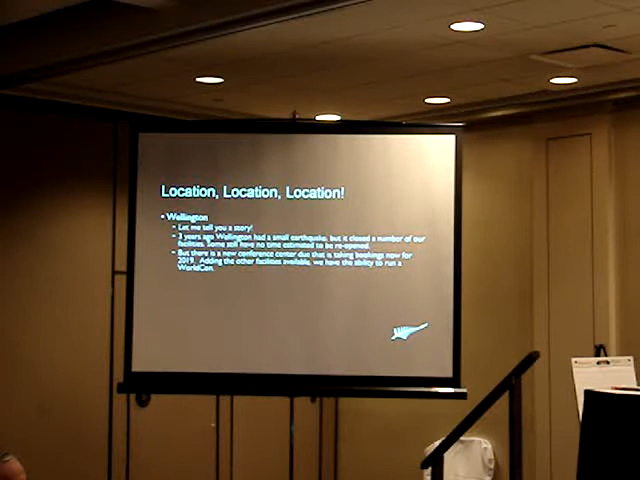 Location, Location, Location!
- Wellington
- Let me tell you a story!
- 3 years ago Wellington had a small earthquake, but it closed a number of our
facilities. Some still have no time estimated to be re-opened.
- But there is a new conference center due that is taking bookings now for
2019. Adding the other facilities available, we have the ability to run a
WorldCon.